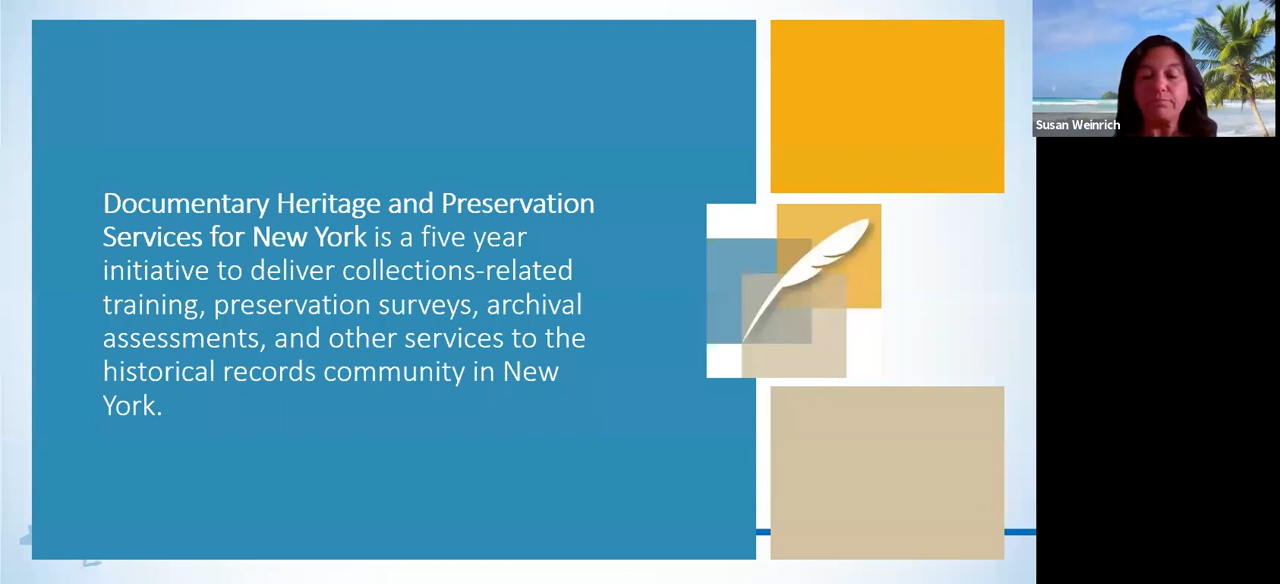 Documentary Heritage and Preservation
Services for New York is a five year
initiative to deliver collections-related
training, preservation surveys, archival
assessments, and other services to the
historical records community in New
York.
Susan Weinrich